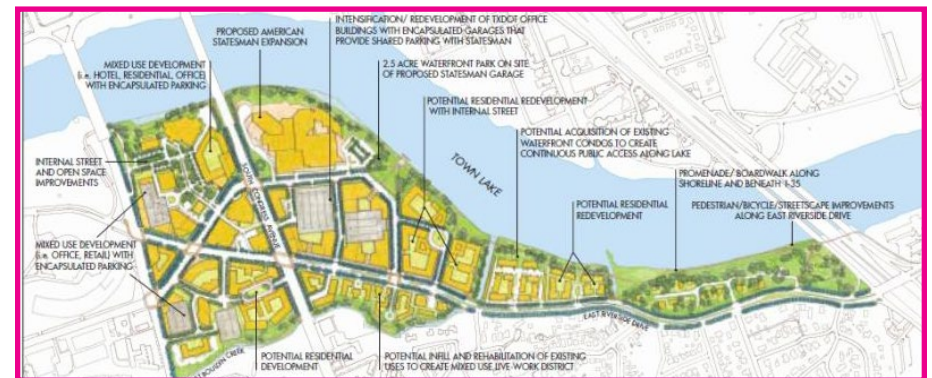 INTENSIFICATION/ REDEVELOPMENT OF TXDOT OFFICE
BUILDINGS WITH ENCAPSULATED GARAGES THAT
PROVIDE SHARED PARKING WITH STATESMAN
PROPOSED AMERICAN
STATESMAN EXPANSION
2.5 ACRE WATERFRONT PARK ON SITE
OF PROPOSED STATESMAN GARAGE
MIXED USE DEVELOPMENT
(i.e. HOTEL, RESIDENTIAL, OFFICE)
WITH ENCAPSULATED PARKING
POTENTIAL RESIDENTIAL REDEVELOPMENT
WITH INTERNAL STREET
POTENTIAL ACQUISITION OF EXISTING
WATERFRONT CONDOS TO CREATE
CONTINUOUS PUBLIC ACCESS ALONG LAKE
TOWN LAKE
INTERNAL STREET
AND OPEN SPACE
IMPROVEMENTS
PROMENADE/ BOARDWALK ALONG
SHORELINE AND BENEATH I-35
SOUTH CONGRESS
AVENUE
POTENTIAL RESIDENTIAL
REDEVELOPMENT
PEDESTRIAN/BICYCLE/STREETSCAPE IMPROVEMENTS
ALONG EAST RIVERSIDE DRIVE
MIXED USE DEVELOPMENT
(i.e. OFFICE, RETAIL) WITH
ENCAPSULATED PARKING
EAST RIVERSIDE DRIVE
BOULDIN CREEK
POTENTIAL RESIDENTIAL
DEVELOPMENT
POTENTIAL INFILL AND REHABILITATION OF EXISTING
USES TO CREATE MIXED USE LIVE-WORK DISTRICT